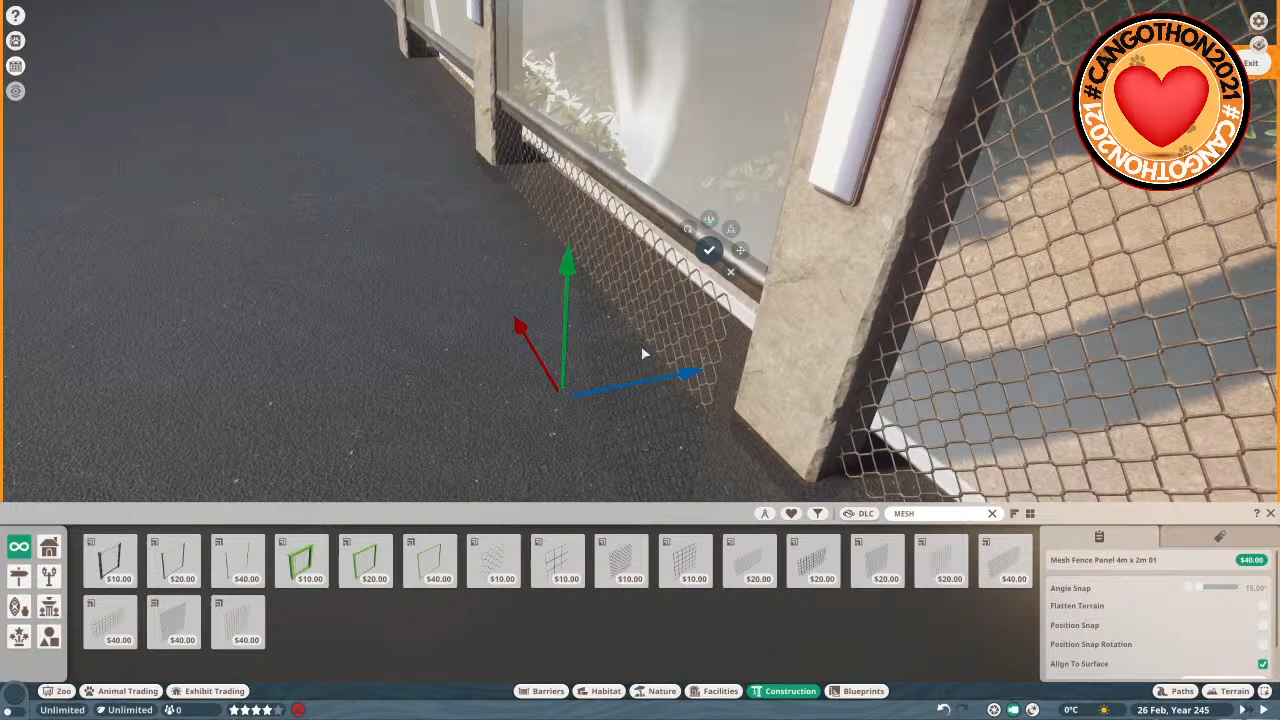 ?
#CANGOTHON2021
#CANGOTHON2021
Exit
DLC
MESH
?
$10.00 $20.00 $40.00 $10.00 $20.00 $40.00 $10.00 $10.00 $10.00 $10.00 $20.00 $20.00 $20.00 $20.00 $40.00
$40.00 $40.00 $40.00
Mesh Fence Panel 4m x 2m 01 $40.00
Angle Snap 15.00°
Flatten Terrain
Position Snap
Position Snap Rotation
Align To Surface
Zoo Animal Trading Exhibit Trading Barriers Habitat Nature Facilities Construction Blueprints Paths Terrain
Unlimited Unlimited 0 0°C 26 Feb, Year 245